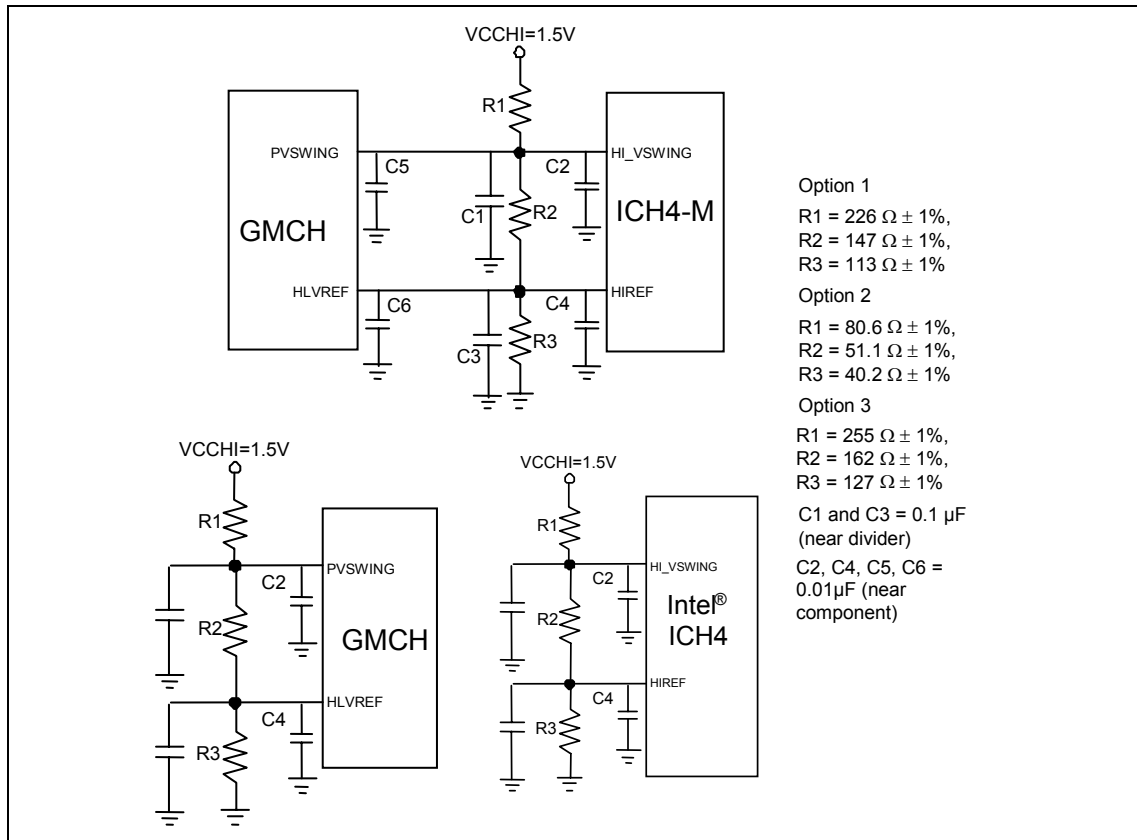 VCCHI=1.5V
R1
PVSWING
C5
C1
R2
C2
HI_VSWING
GMCH
ICH4-M
HLVREF
C6
C3
R3
C4
HIREF
Option 1
R1 = 226 Ω ± 1%,
R2 = 147 Ω ± 1%,
R3 = 113 Ω ± 1%
Option 2
R1 = 80.6 Ω ± 1%,
R2 = 51.1 Ω ± 1%,
R3 = 40.2 Ω ± 1%
Option 3
R1 = 255 Ω ± 1%,
R2 = 162 Ω ± 1%,
R3 = 127 Ω ± 1%
C1 and C3 = 0.1 µF
(near divider)
C2, C4, C5, C6 =
0.01µF (near
component)
VCCHI=1.5V
R1
PVSWING
C2
R2
GMCH
HLVREF
C4
R3
VCCHI=1.5V
R1
HI_VSWING
C2
R2
Intel®
ICH4
HIREF
C4
R3